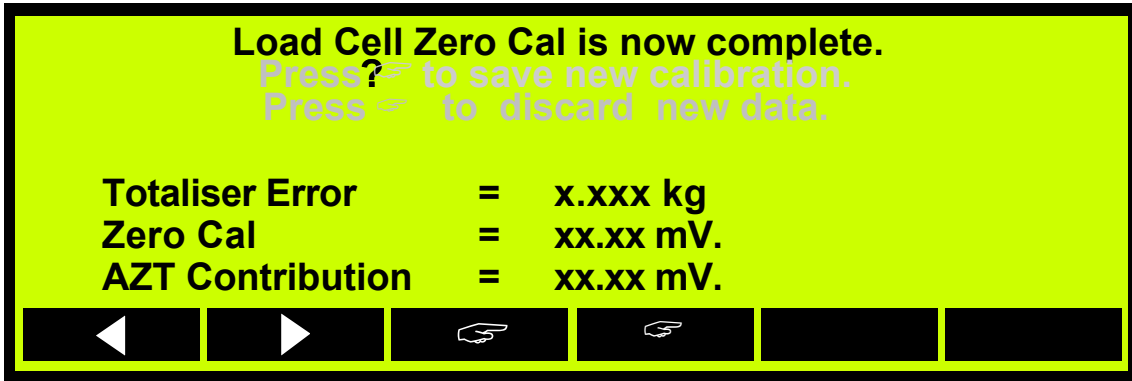 Load Cell Zero Cal is now complete.
Press?☞ to save new calibration.
Press ☞ to discard new data.
Totaliser Error = x.xxx kg
Zero Cal = xx.xx mV.
AZT Contribution = xx.xx mV.